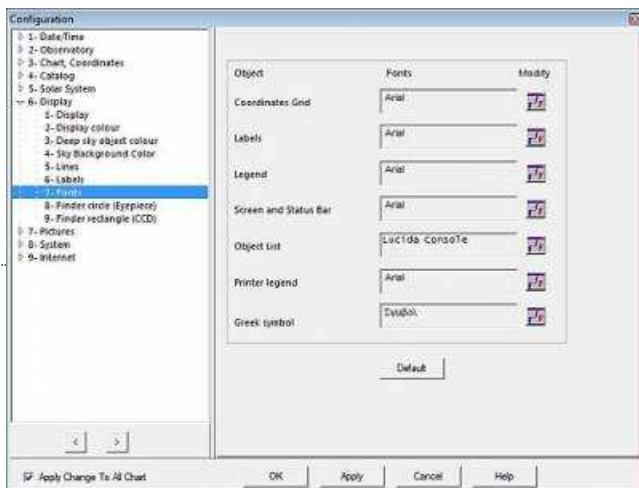 Configuration
1- Date/Time
2- Observatory
3- Chart, Coordinates
4- Catalog
5- Solar System
6- Display
1- Display
2- Display colour
3- Deep sky object colour
4- Sky Background Color
5- Lines
6- Labels
7- Fonts
8- Finder circle (Eyepiece)
9- Finder rectangle (CCD)
7- Pictures
8- System
9- Internet
< >
Object Fonts Modify
Coordinates Grid Arial
Labels Arial
Legend Arial
Screen and Status Bar Arial
Object List Lucida Console
Printer legend Arial
Greek symbol Σψμβολ
Default
Apply Change To All Chart OK Apply Cancel Help